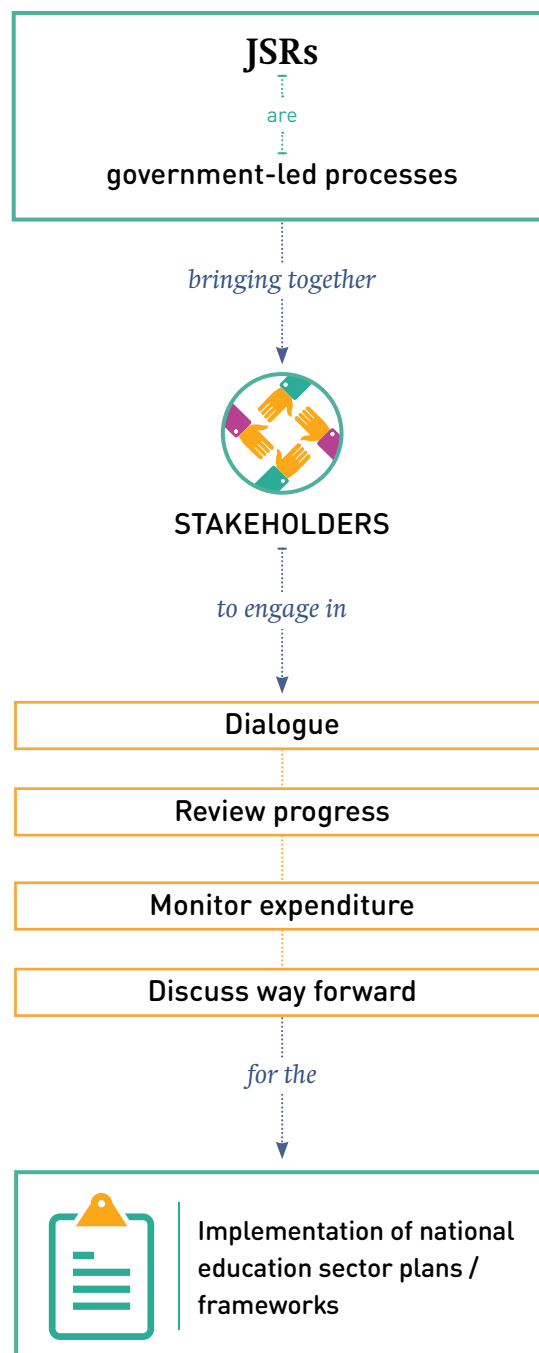 JSRs
are
government-led processes
bringing together
STAKEHOLDERS
to engage in
Dialogue
Review progress
Monitor expenditure
Discuss way forward
for the
Implementation of national
education sector plans /
frameworks